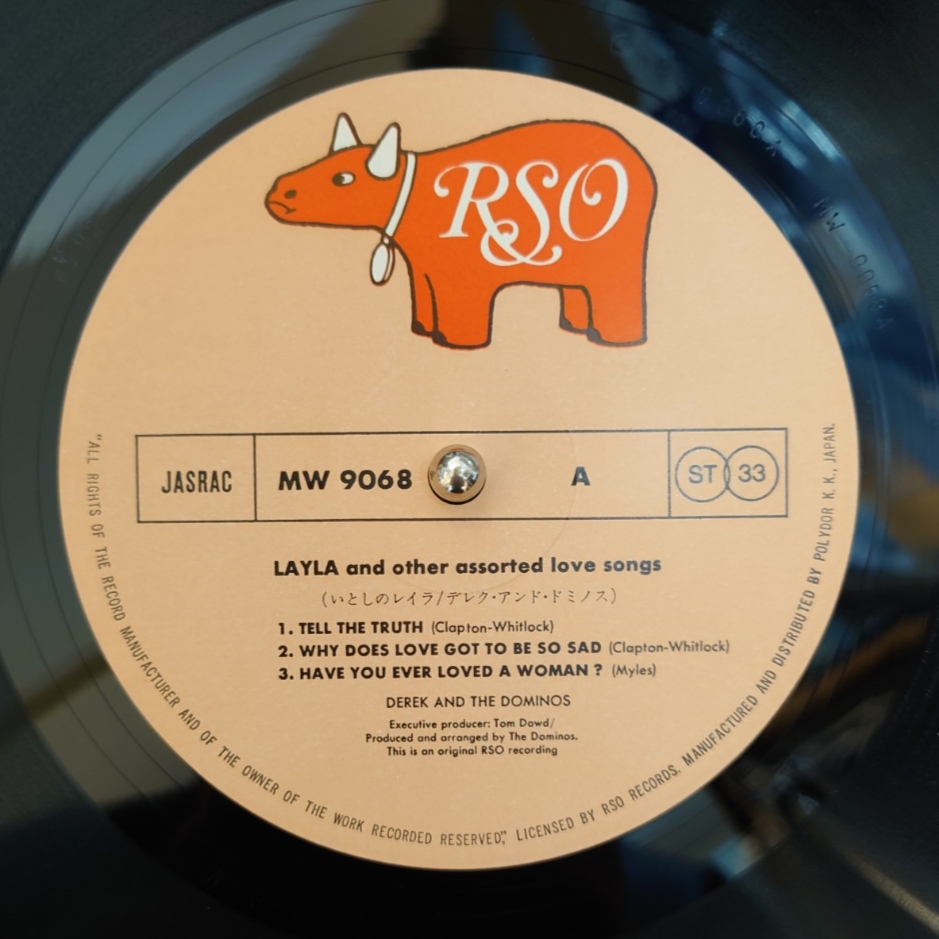 RSO
JASRAC
MW 9068
A
ST 33
LAYLA and other assorted love songs
(いとしのレイラ/デレク・アンド・ドミノス)
1. TELL THE TRUTH (Clapton-Whitlock)
2. WHY DOES LOVE GOT TO BE SO SAD (Clapton-Whitlock)
3. HAVE YOU EVER LOVED A WOMAN ? (Myles)
DEREK AND THE DOMINOS
Executive producer: Tom Dowd/
Produced and arranged by The Dominos.
This is an original RSO recording
"ALL RIGHTS OF THE RECORD MANUFACTURER AND OF THE OWNER OF THE WORK RECORDED RESERVED", LICENSED BY RSO RECORDS. MANUFACTURED AND DISTRIBUTED BY POLYDOR K. K., JAPAN.